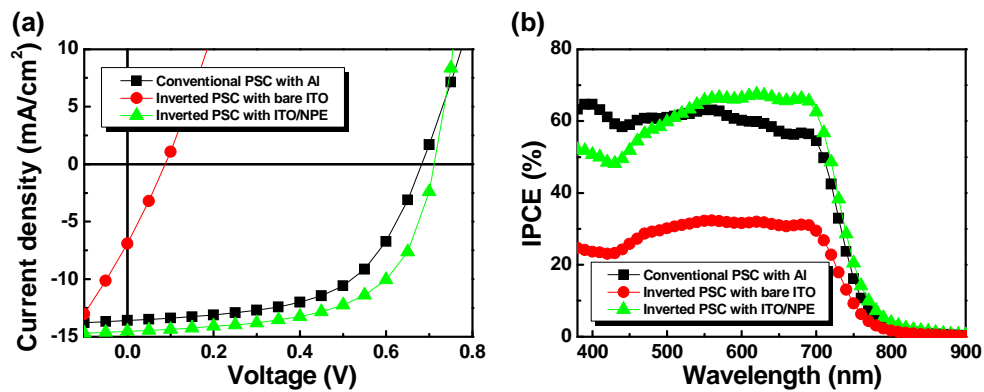 (a)
10
5
0
-5
-10
-15
Current density (mA/cm²)
Conventional PSC with Al
Inverted PSC with bare ITO
Inverted PSC with ITO/NPE
0.0 0.2 0.4 0.6 0.8
Voltage (V)
(b)
80
60
40
20
0
IPCE (%)
Conventional PSC with Al
Inverted PSC with bare ITO
Inverted PSC with ITO/NPE
400 500 600 700 800 900
Wavelength (nm)